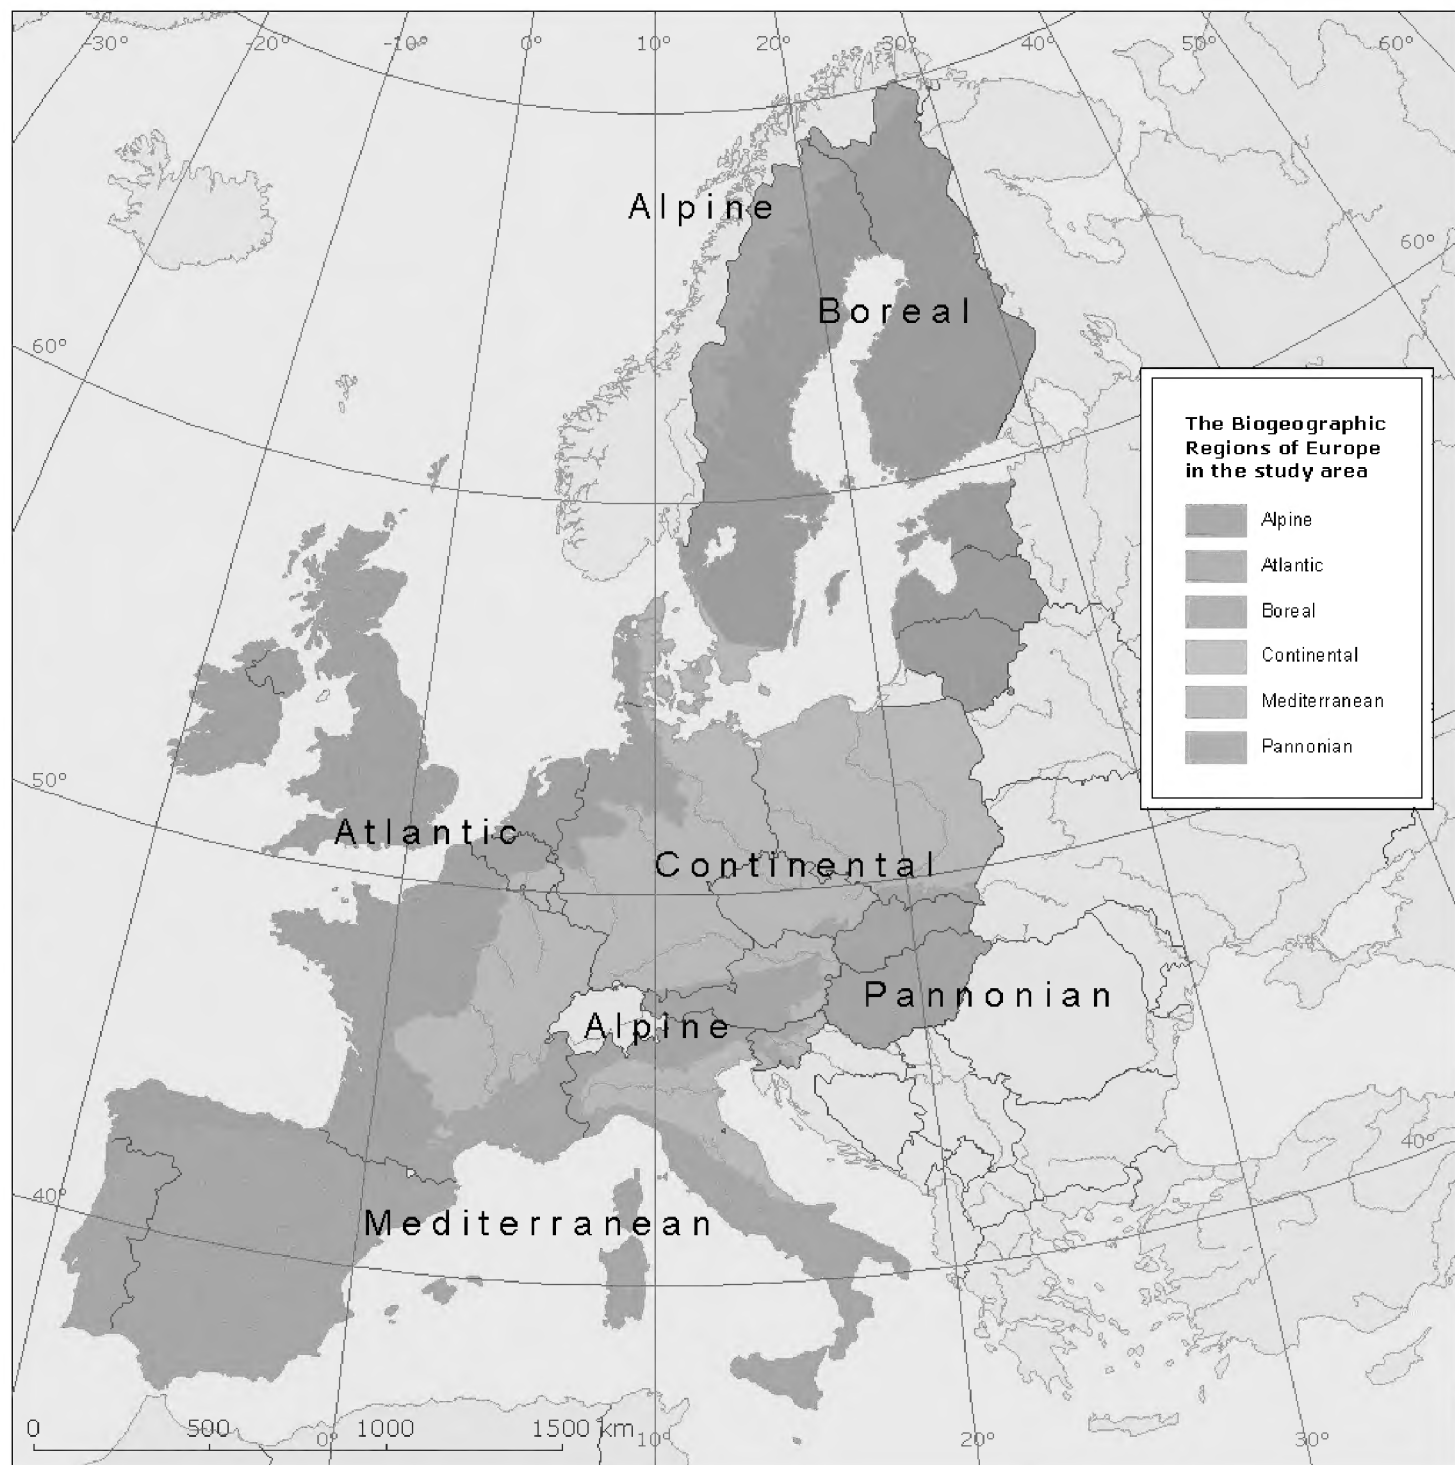 -30° -20° -10° 0° 10° 20° 30° 40° 50° 60°
Alpine
60°
Boreal
60°
The Biogeographic
Regions of Europe
in the study area
Alpine
Atlantic
Boreal
Continental
Mediterranean
Pannonian
50°
Atlantic
Continental
Pannonian
Alpine
40°
40°
Mediterranean
0 500 1000 1500 km
0° 10° 20° 30°